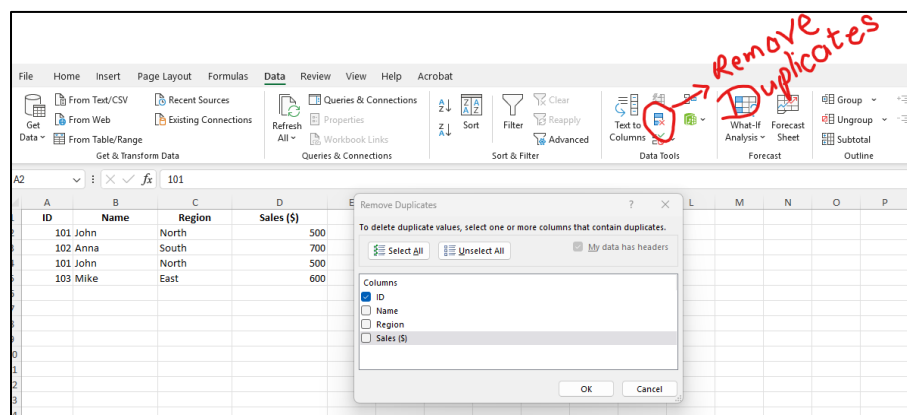 Remove
Duplicates
File Home Insert Page Layout Formulas Data Review View Help Acrobat
Get Data
From Text/CSV
From Web
From Table/Range
Recent Sources
Existing Connections
Get & Transform Data
Refresh All
Queries & Connections
Properties
Workbook Links
Queries & Connections
Sort
Filter
Clear
Reapply
Advanced
Sort & Filter
Text to
Columns
Data Tools
What-If
Analysis
Forecast
Sheet
Forecast
Group
Ungroup
Subtotal
Outline
A2 fx 101
A B C D E L M N O P
ID Name Region Sales ($)
101 John North 500
102 Anna South 700
101 John North 500
103 Mike East 600
Remove Duplicates ?
To delete duplicate values, select one or more columns that contain duplicates.
Select All Unselect All My data has headers
Columns
ID
Name
Region
Sales ($)
OK Cancel